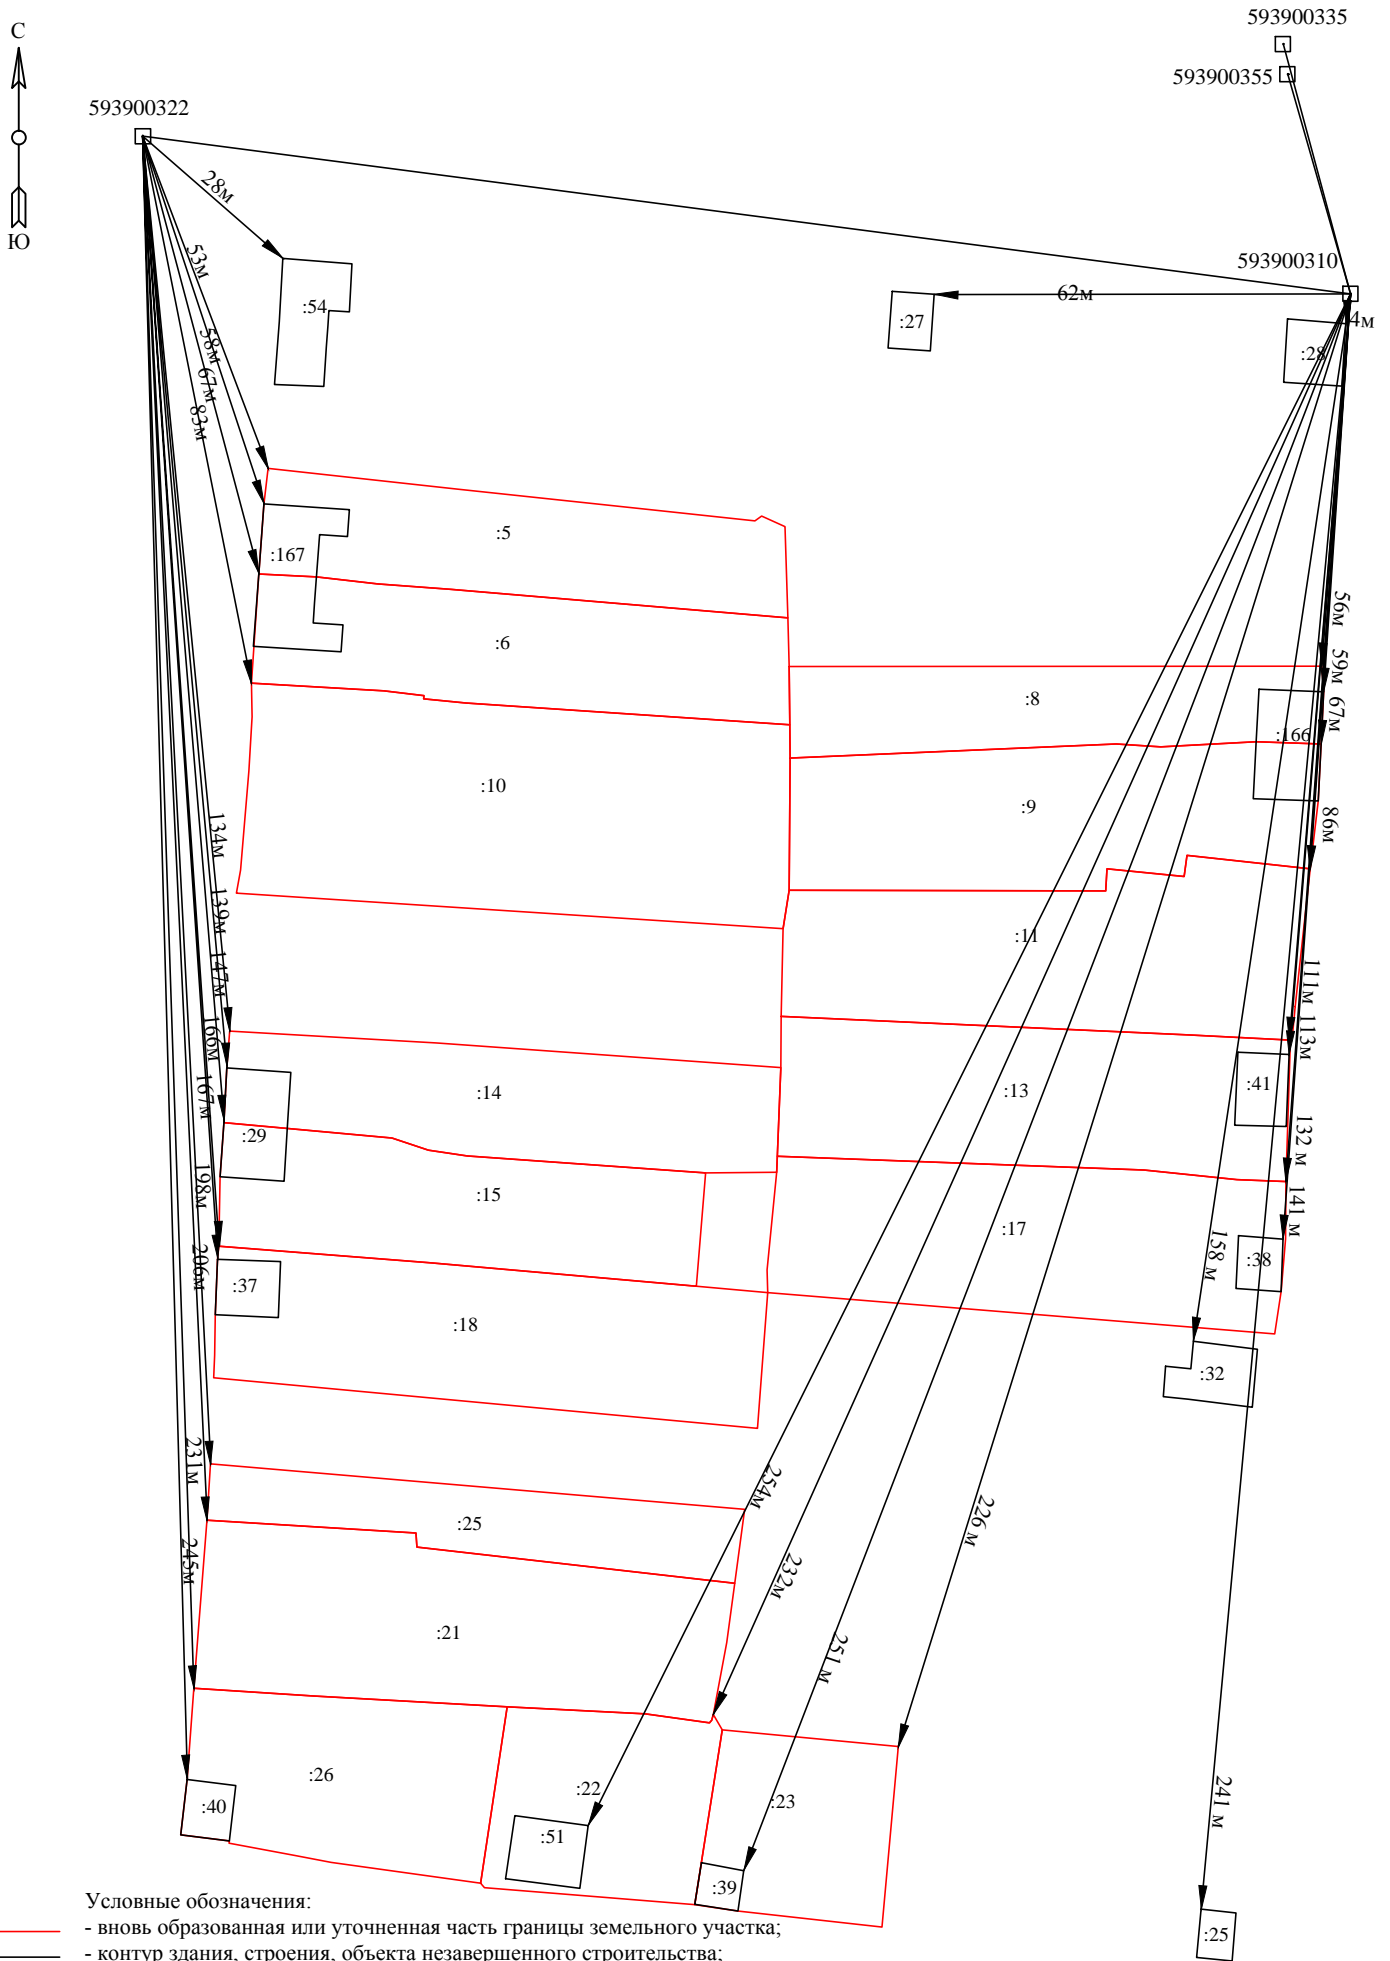 593900335
С
593900355
593900322
28м
Ю
53м
593900310
:54
62м
:27
4м
:28
58м
67м
83м
:5
:167
56м
:6
59м
:8
67м
:166
:10
:9
134м
86м
139м
:11
147м
111м
166м
113м
167м
:14
:13
:41
:29
132 м
198м
:15
141 м
:17
206м
158 м
:38
:37
:18
:32
231м
254м
:25
226 м
245м
232м
:21
251 м
:26
:22
:23
241 м
:40
:51
:39
Условные обозначения:
- вновь образованная или уточненная часть границы земельного участка;
:25
- контур здания, строения, объекта незавершенного строительства;